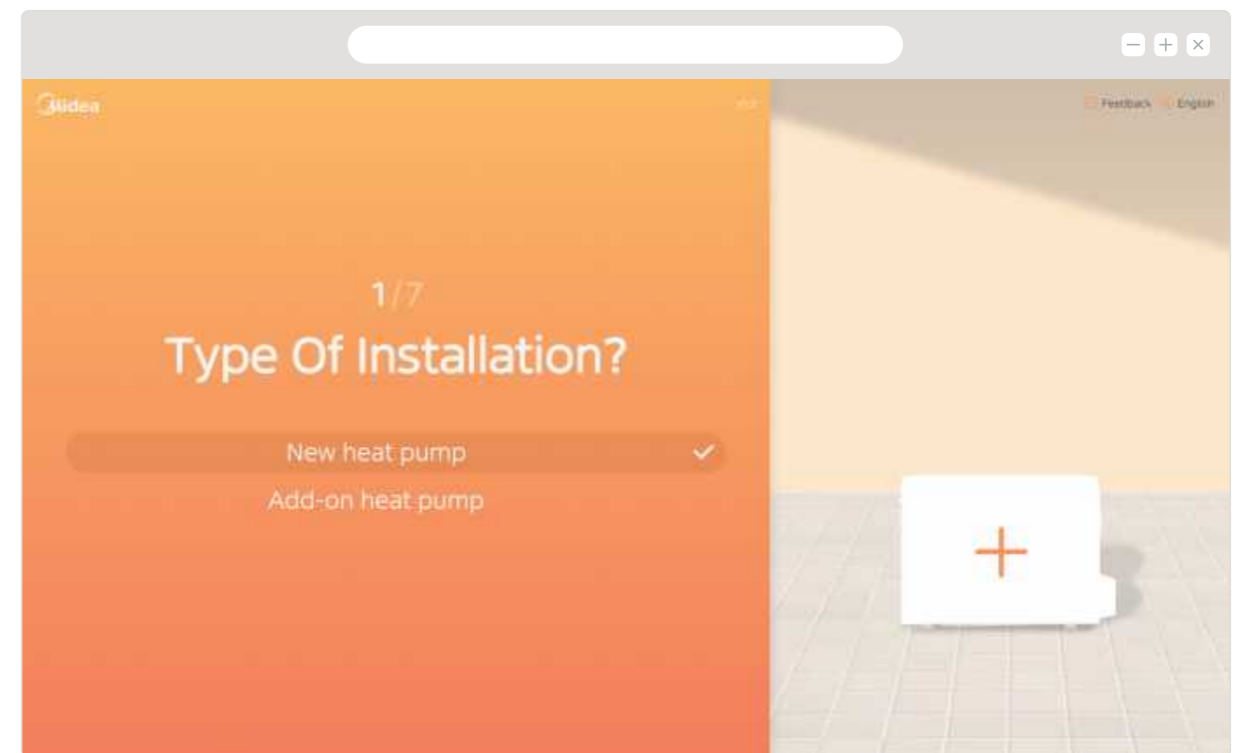 Midea
Feedback English
1/7
Type Of Installation?
New heat pump
Add-on heat pump